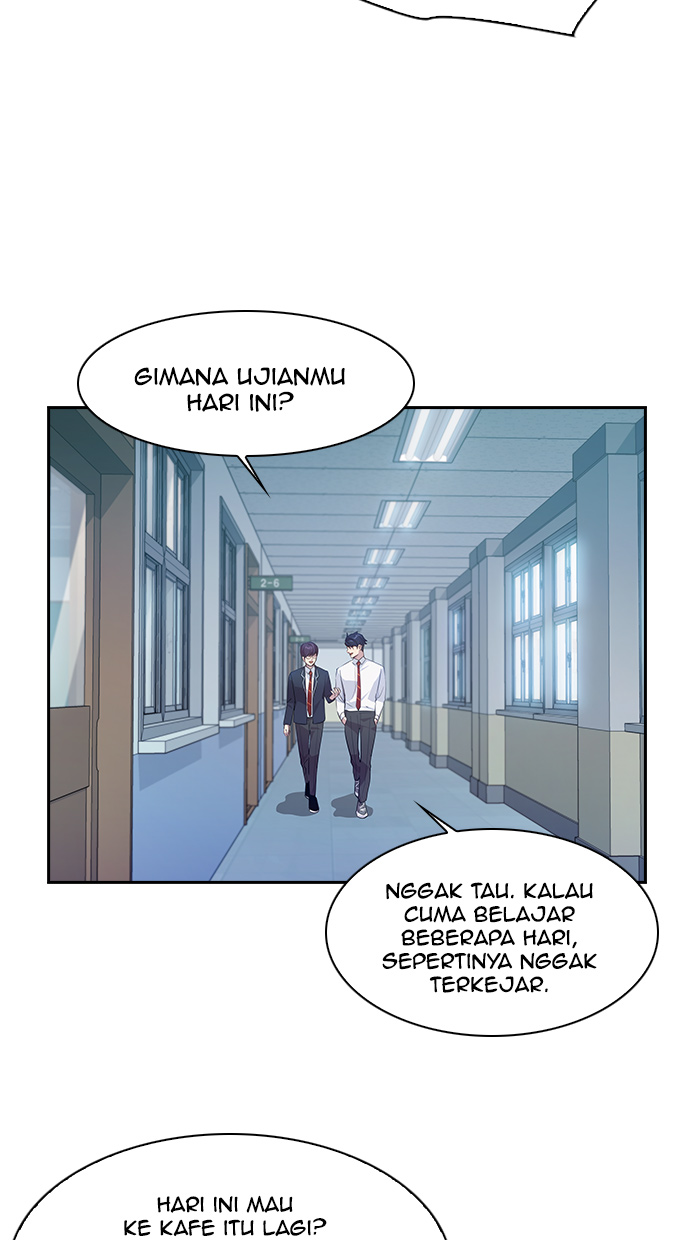 GIMANA UJIANMU
HARI INI?
2-6
NGGAK TAU. KALAU
CUMA BELAJAR
BEBERAPA HARI,
SEPERTINYA NGGAK
TERKEJAR.
HARI INI MAU
KE KAFE ITU LAGI?